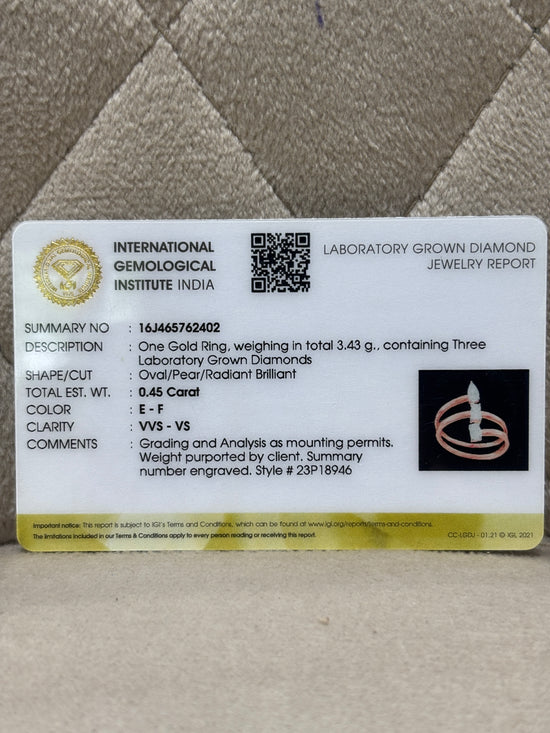 INTERNATIONAL
GEMOLOGICAL
INSTITUTE INDIA
LABORATORY GROWN DIAMOND
JEWELRY REPORT
SUMMARY NO : 16J465762402
DESCRIPTION : One Gold Ring, weighing in total 3.43 g., containing Three
Laboratory Grown Diamonds
SHAPE/CUT : Oval/Pear/Radiant Brilliant
TOTAL EST. WT. : 0.45 Carat
COLOR : E - F
CLARITY : VVS - VS
COMMENTS : Grading and Analysis as mounting permits.
Weight purported by client. Summary
number engraved. Style # 23P18946
Important notice: This report is subject to IGI's Terms and Conditions, which can be found at www.igi.org/reports/terms-and-conditions.
The limitations included in our Terms & Conditions apply to every person reading or receiving this report.
CC-LGDJ - 01.21 © IGI 2021